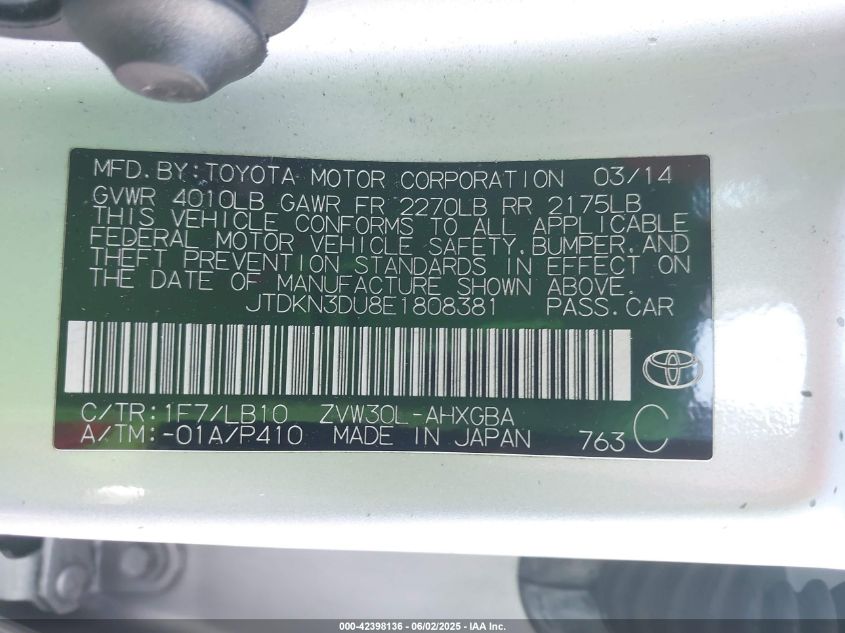 MFD. BY: TOYOTA MOTOR CORPORATION 03/14
GVWR 4010LB GAWR FR 2270LB RR 2175LB
THIS VEHICLE CONFORMS TO ALL APPLICABLE
FEDERAL MOTOR VEHICLE SAFETY, BUMPER, AND
THEFT PREVENTION STANDARDS IN EFFECT ON
THE DATE OF MANUFACTURE SHOWN ABOVE.
JTDKN3DU8E1808381 PASS. CAR
C/TR: 1F7/LB10 ZVW30L-AHXGBA
A/TM: -01A/P410 MADE IN JAPAN 763 C
000-42398136 - 06/02/2025 - IAA Inc.